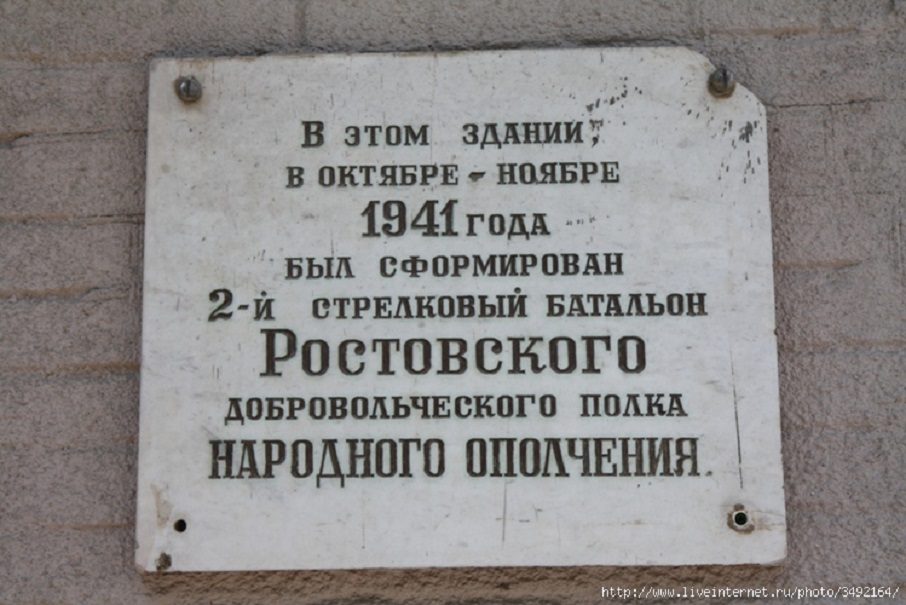 В этом здании,
в октябре - ноябре
1941 года
был сформирован
2-й стрелковый батальон
Ростовского
добровольческого полка
народного ополчения.
http://www.liveinternet.ru/photo/3492164/